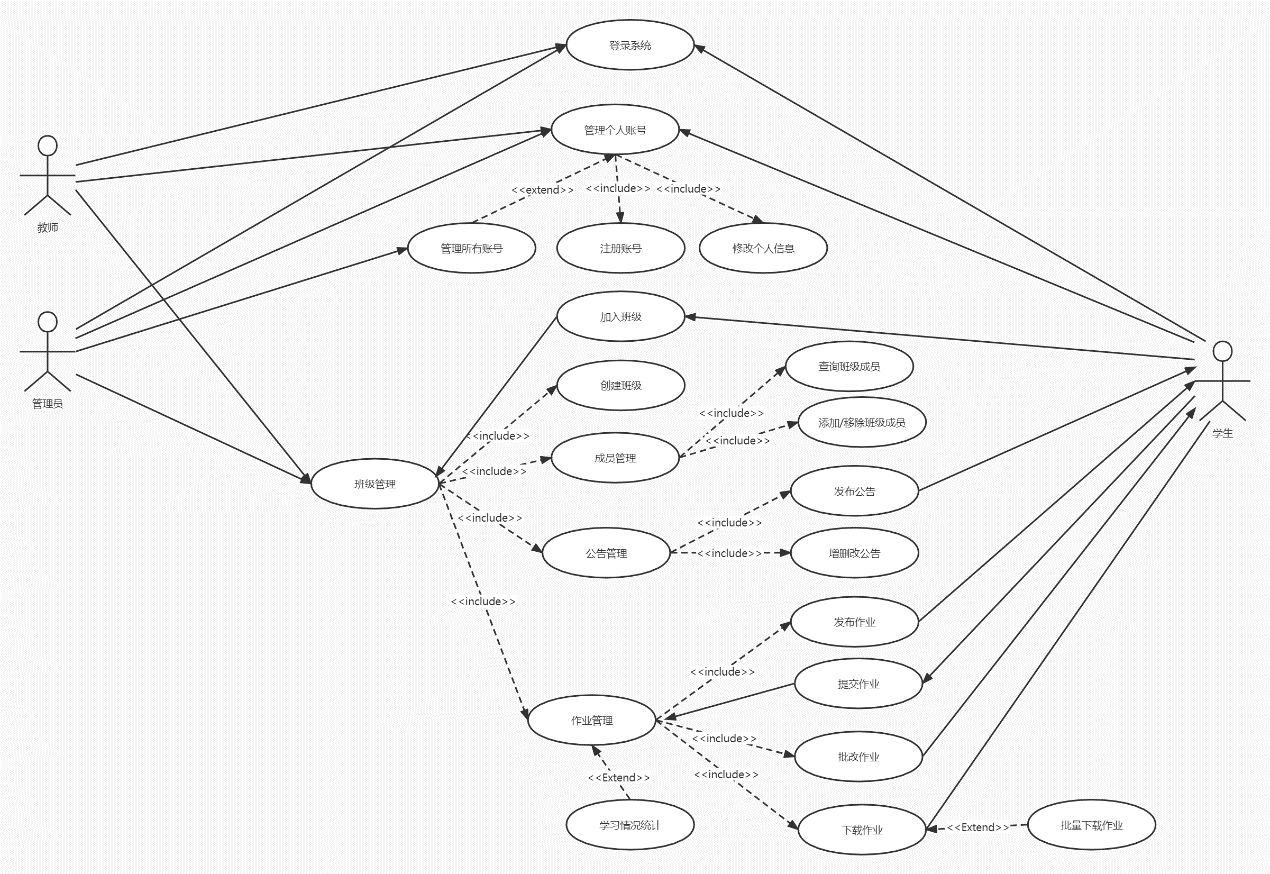 登录系统
管理个人账号
<<extend>>
<<include>>
<<include>>
教师
管理所有账号
注册账号
修改个人信息
加入班级
管理员
查询班级成员
创建班级
<<include>>
添加/移除班级成员
学生
<<include>>
<<include>>
成员管理
<<include>>
班级管理
发布公告
<<include>>
<<include>>
公告管理
<<include>>
增删改公告
<<include>>
发布作业
<<include>>
提交作业
作业管理
<<include>>
批改作业
<<Extend>>
<<include>>
学习情况统计
下载作业
<<Extend>>
批量下载作业